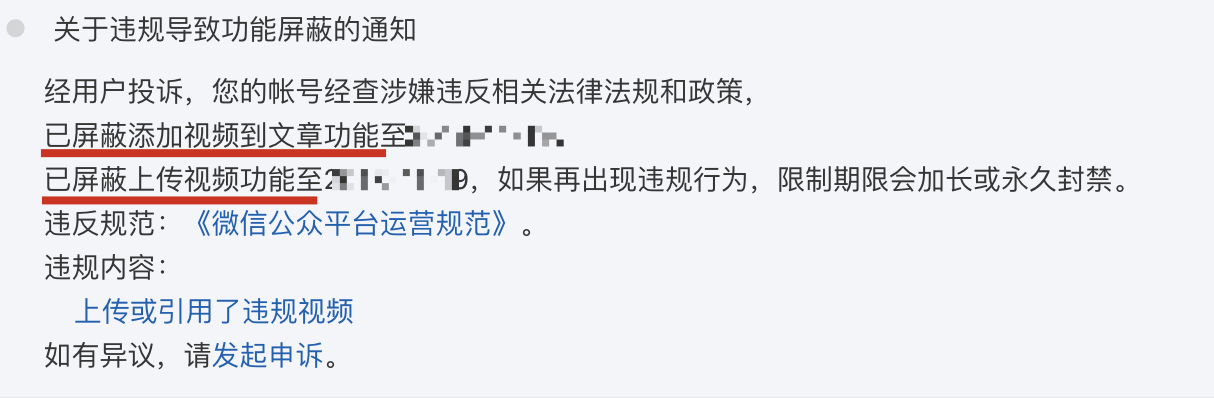 关于违规导致功能屏蔽的通知
经用户投诉，您的帐号经查涉嫌违反相关法律法规和政策，
已屏蔽添加视频到文章功能至
已屏蔽上传视频功能至2，如果再出现违规行为，限制期限会加长或永久封禁。
违反规范：《微信公众平台运营规范》。
违规内容：
上传或引用了违规视频
如有异议，请发起申诉。